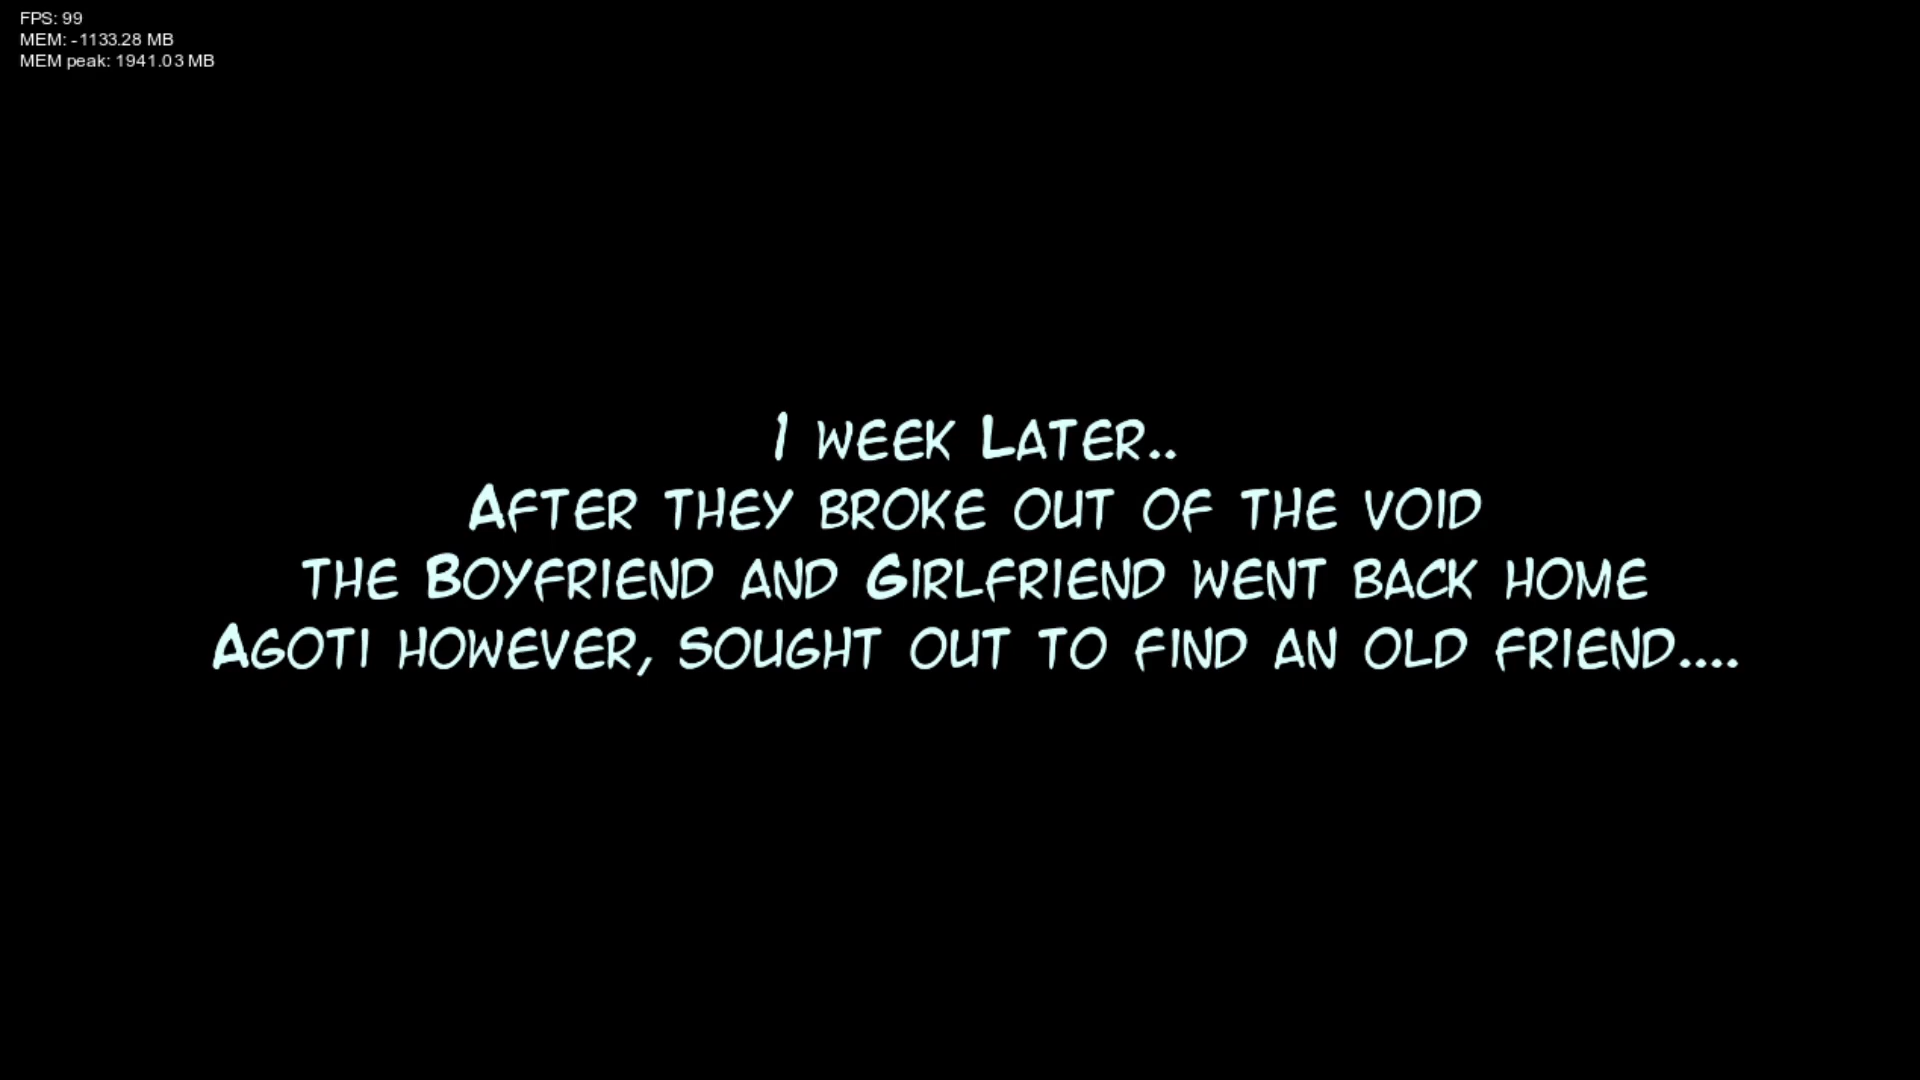 FPS: 99
MEM: -1133.28 MB
MEM peak: 1941.03 MB
1 week Later..
After they broke out of the void
the Boyfriend and Girlfriend went back home
Agoti however, sought out to find an old friend....